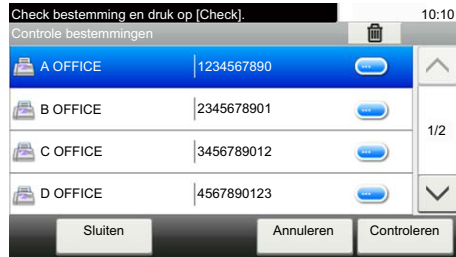 Check bestemming en druk op [Check]. 10:10
Controle bestemmingen
A OFFICE 1234567890
B OFFICE 2345678901
1/2
C OFFICE 3456789012
D OFFICE 4567890123
Sluiten Annuleren Controleren